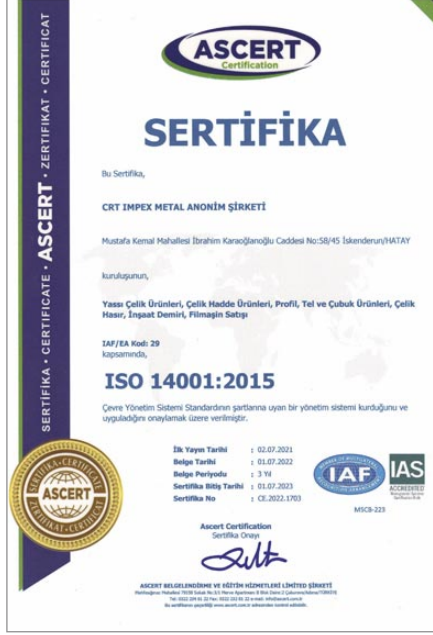 ASCERT
Certification
SERTİFİKA • CERTIFICATE • ASCERT • ZERTIFIKAT • CERTIFICAT
SERTİFİKA
Bu Sertifika,
CRT IMPEX METAL ANONİM ŞİRKETİ
Mustafa Kemal Mahallesi İbrahim Karaoğlanoğlu Caddesi No:58/45 İskenderun/HATAY
kuruluşunun,
Yassı Çelik Ürünleri, Çelik Hadde Ürünleri, Profil, Tel ve Çubuk Ürünleri, Çelik
Hasır, İnşaat Demiri, Filmaşin Satışı
IAF/EA Kod: 29
kapsamında,
ISO 14001:2015
Çevre Yönetim Sistemi Standardının şartlarına uyan bir yönetim sistemi kurduğunu ve
uyguladığını onaylamak üzere verilmiştir.
İlk Yayın Tarihi : 02.07.2021
Belge Tarihi : 01.07.2022
Belge Periyodu : 3 Yıl
Sertifika Bitiş Tarihi : 01.07.2023
Sertifika No : CE.2022.1703
IAF
IAS
ACCREDITED
MSCB-223
ASCERT
Ascert Certification
Sertifika Onayı
ASCERT BELGELENDİRME VE EĞİTİM HİZMETLERİ LİMİTED ŞİRKETİ